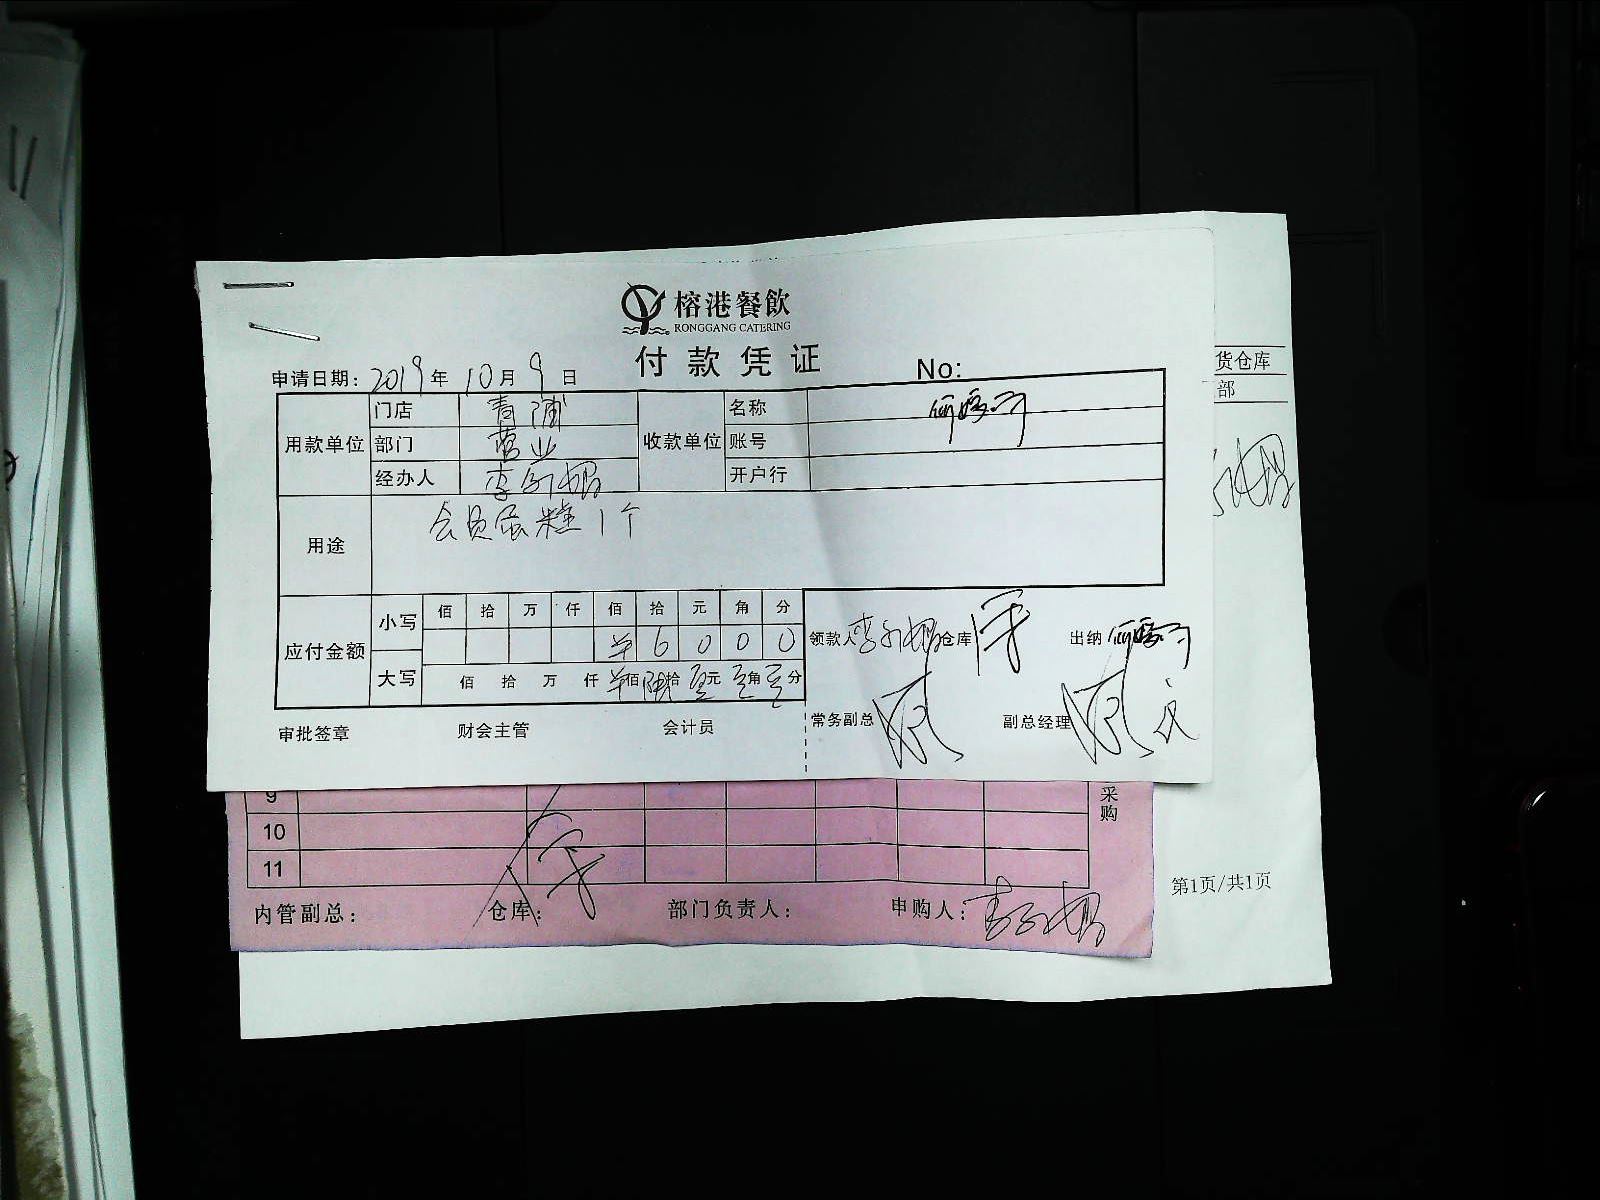 榕港餐飲
RONGGANG CATERING
付款凭证
申请日期：2019年10月9日 No:
用款单位 门店 青浦 收款单位 名称
部门 营业 账号
经办人 开户行
用途 会员蛋糕1个
应付金额 小写 佰 拾 万 仟 佰 拾 元 角 分
¥ 6 0 0 0
大写 佰 拾 万 仟 佰 陆拾 零元 零角 零分
领款人 仓库 出纳
常务副总 副总经理
审批签章 财会主管 会计员
货仓库
部
9
10
11
采购
内管副总： 仓库： 部门负责人： 申购人：
第1页/共1页